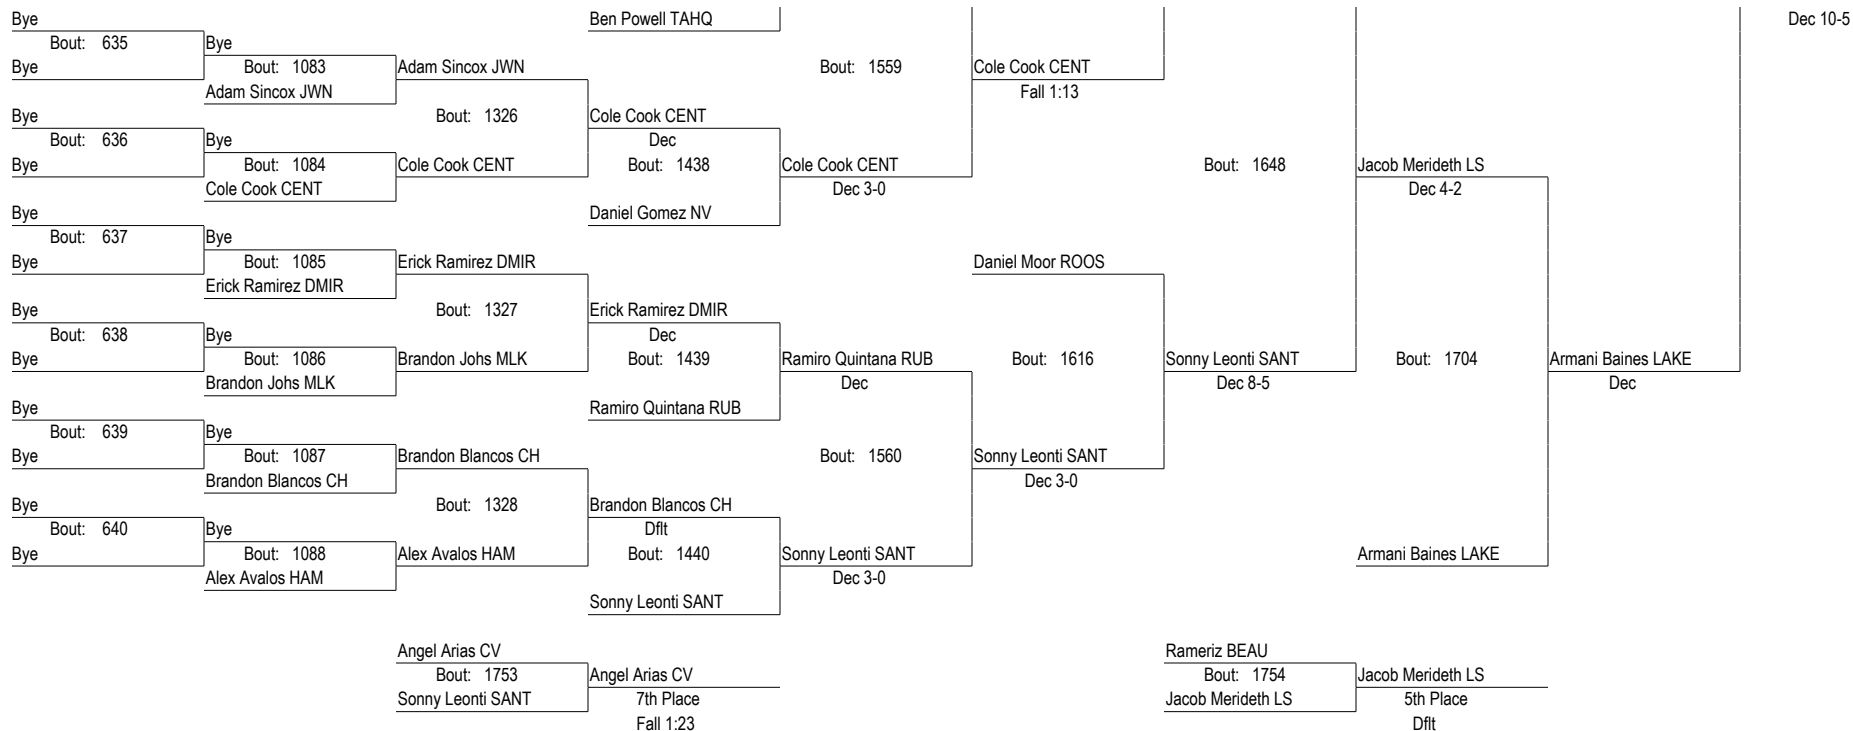 Bye Ben Powell TAHQ Dec 10-5
Bout: 635 Bye
Bye Bout: 1083 Adam Sincox JWN Bout: 1559 Cole Cook CENT
Adam Sincox JWN Fall 1:13
Bye Bout: 1326 Cole Cook CENT
Bout: 636 Bye Dec
Bye Bout: 1084 Cole Cook CENT Bout: 1438 Cole Cook CENT Bout: 1648 Jacob Merideth LS
Cole Cook CENT Dec 3-0 Dec 4-2
Bye Daniel Gomez NV
Bout: 637 Bye
Bye Bout: 1085 Erick Ramirez DMIR Daniel Moor ROOS
Erick Ramirez DMIR
Bye Bout: 1327 Erick Ramirez DMIR
Bout: 638 Bye Dec
Bye Bout: 1086 Brandon Johs MLK Bout: 1439 Ramiro Quintana RUB Bout: 1616 Sonny Leonti SANT Bout: 1704 Armani Baines LAKE
Brandon Johs MLK Dec Dec 8-5 Dec
Bye Ramiro Quintana RUB
Bout: 639 Bye
Bye Bout: 1087 Brandon Blancos CH Bout: 1560 Sonny Leonti SANT
Brandon Blancos CH Dec 3-0
Bye Bout: 1328 Brandon Blancos CH
Bout: 640 Bye Dflt
Bye Bout: 1088 Alex Avalos HAM Bout: 1440 Sonny Leonti SANT Armani Baines LAKE
Alex Avalos HAM Dec 3-0
Sonny Leonti SANT
Angel Arias CV Rameriz BEAU
Bout: 1753 Angel Arias CV Bout: 1754 Jacob Merideth LS
Sonny Leonti SANT 7th Place Jacob Merideth LS 5th Place
Fall 1:23 Dflt